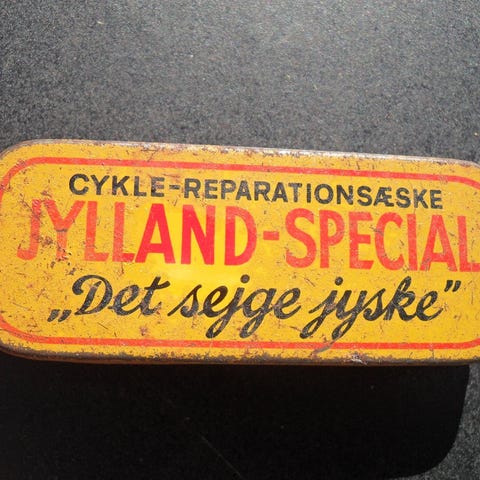 CYKLE-REPARATIONSÆSKE
JYLLAND-SPECIAL
„Det sejge jyske”